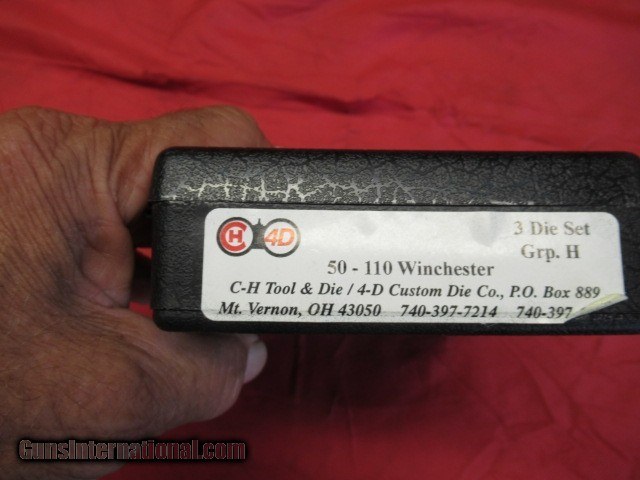 CH 4D
3 Die Set
Grp. H
50 - 110 Winchester
C-H Tool & Die / 4-D Custom Die Co., P.O. Box 889
Mt. Vernon, OH 43050 740-397-7214 740-397
GunsInternational.com